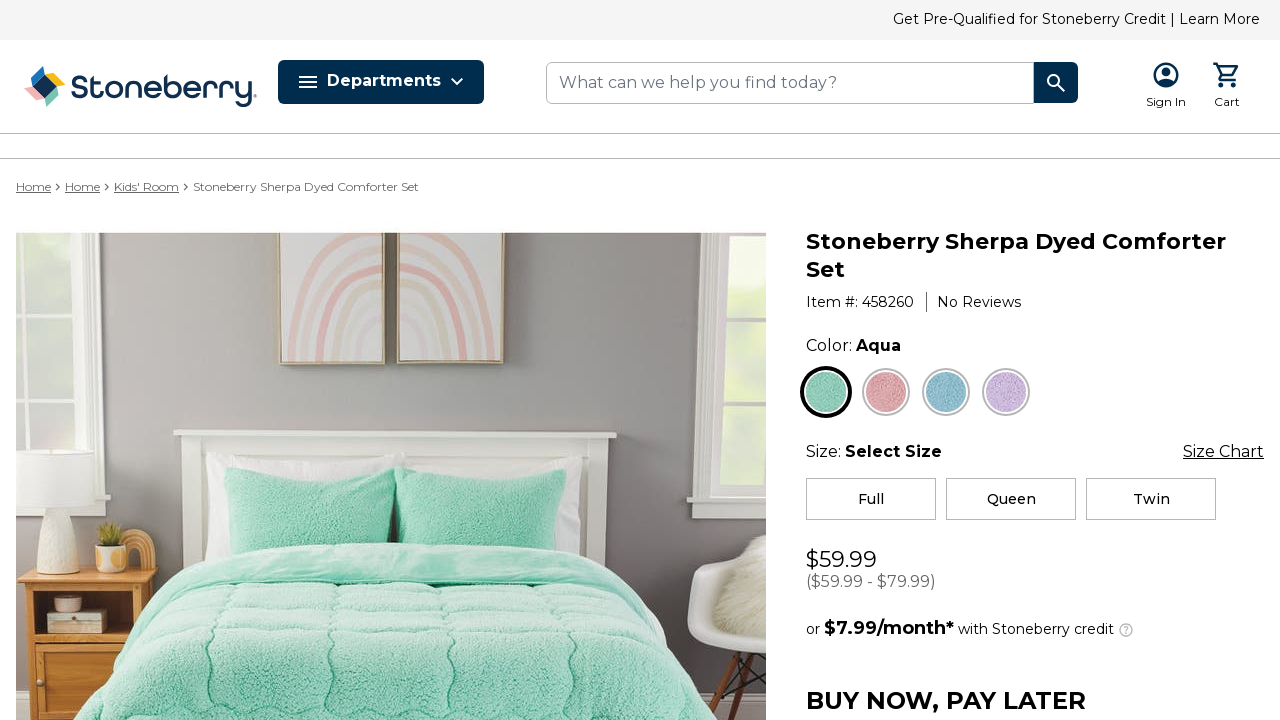 Get Pre-Qualified for Stoneberry Credit | Learn More
Stoneberry
Departments
What can we help you find today?
Sign In
Cart
Home > Home > Kids' Room > Stoneberry Sherpa Dyed Comforter Set
Stoneberry Sherpa Dyed Comforter
Set
Item #: 458260
No Reviews
Color: Aqua
Size: Select Size
Size Chart
Full
Queen
Twin
$59.99
($59.99 - $79.99)
or $7.99/month* with Stoneberry credit
BUY NOW, PAY LATER